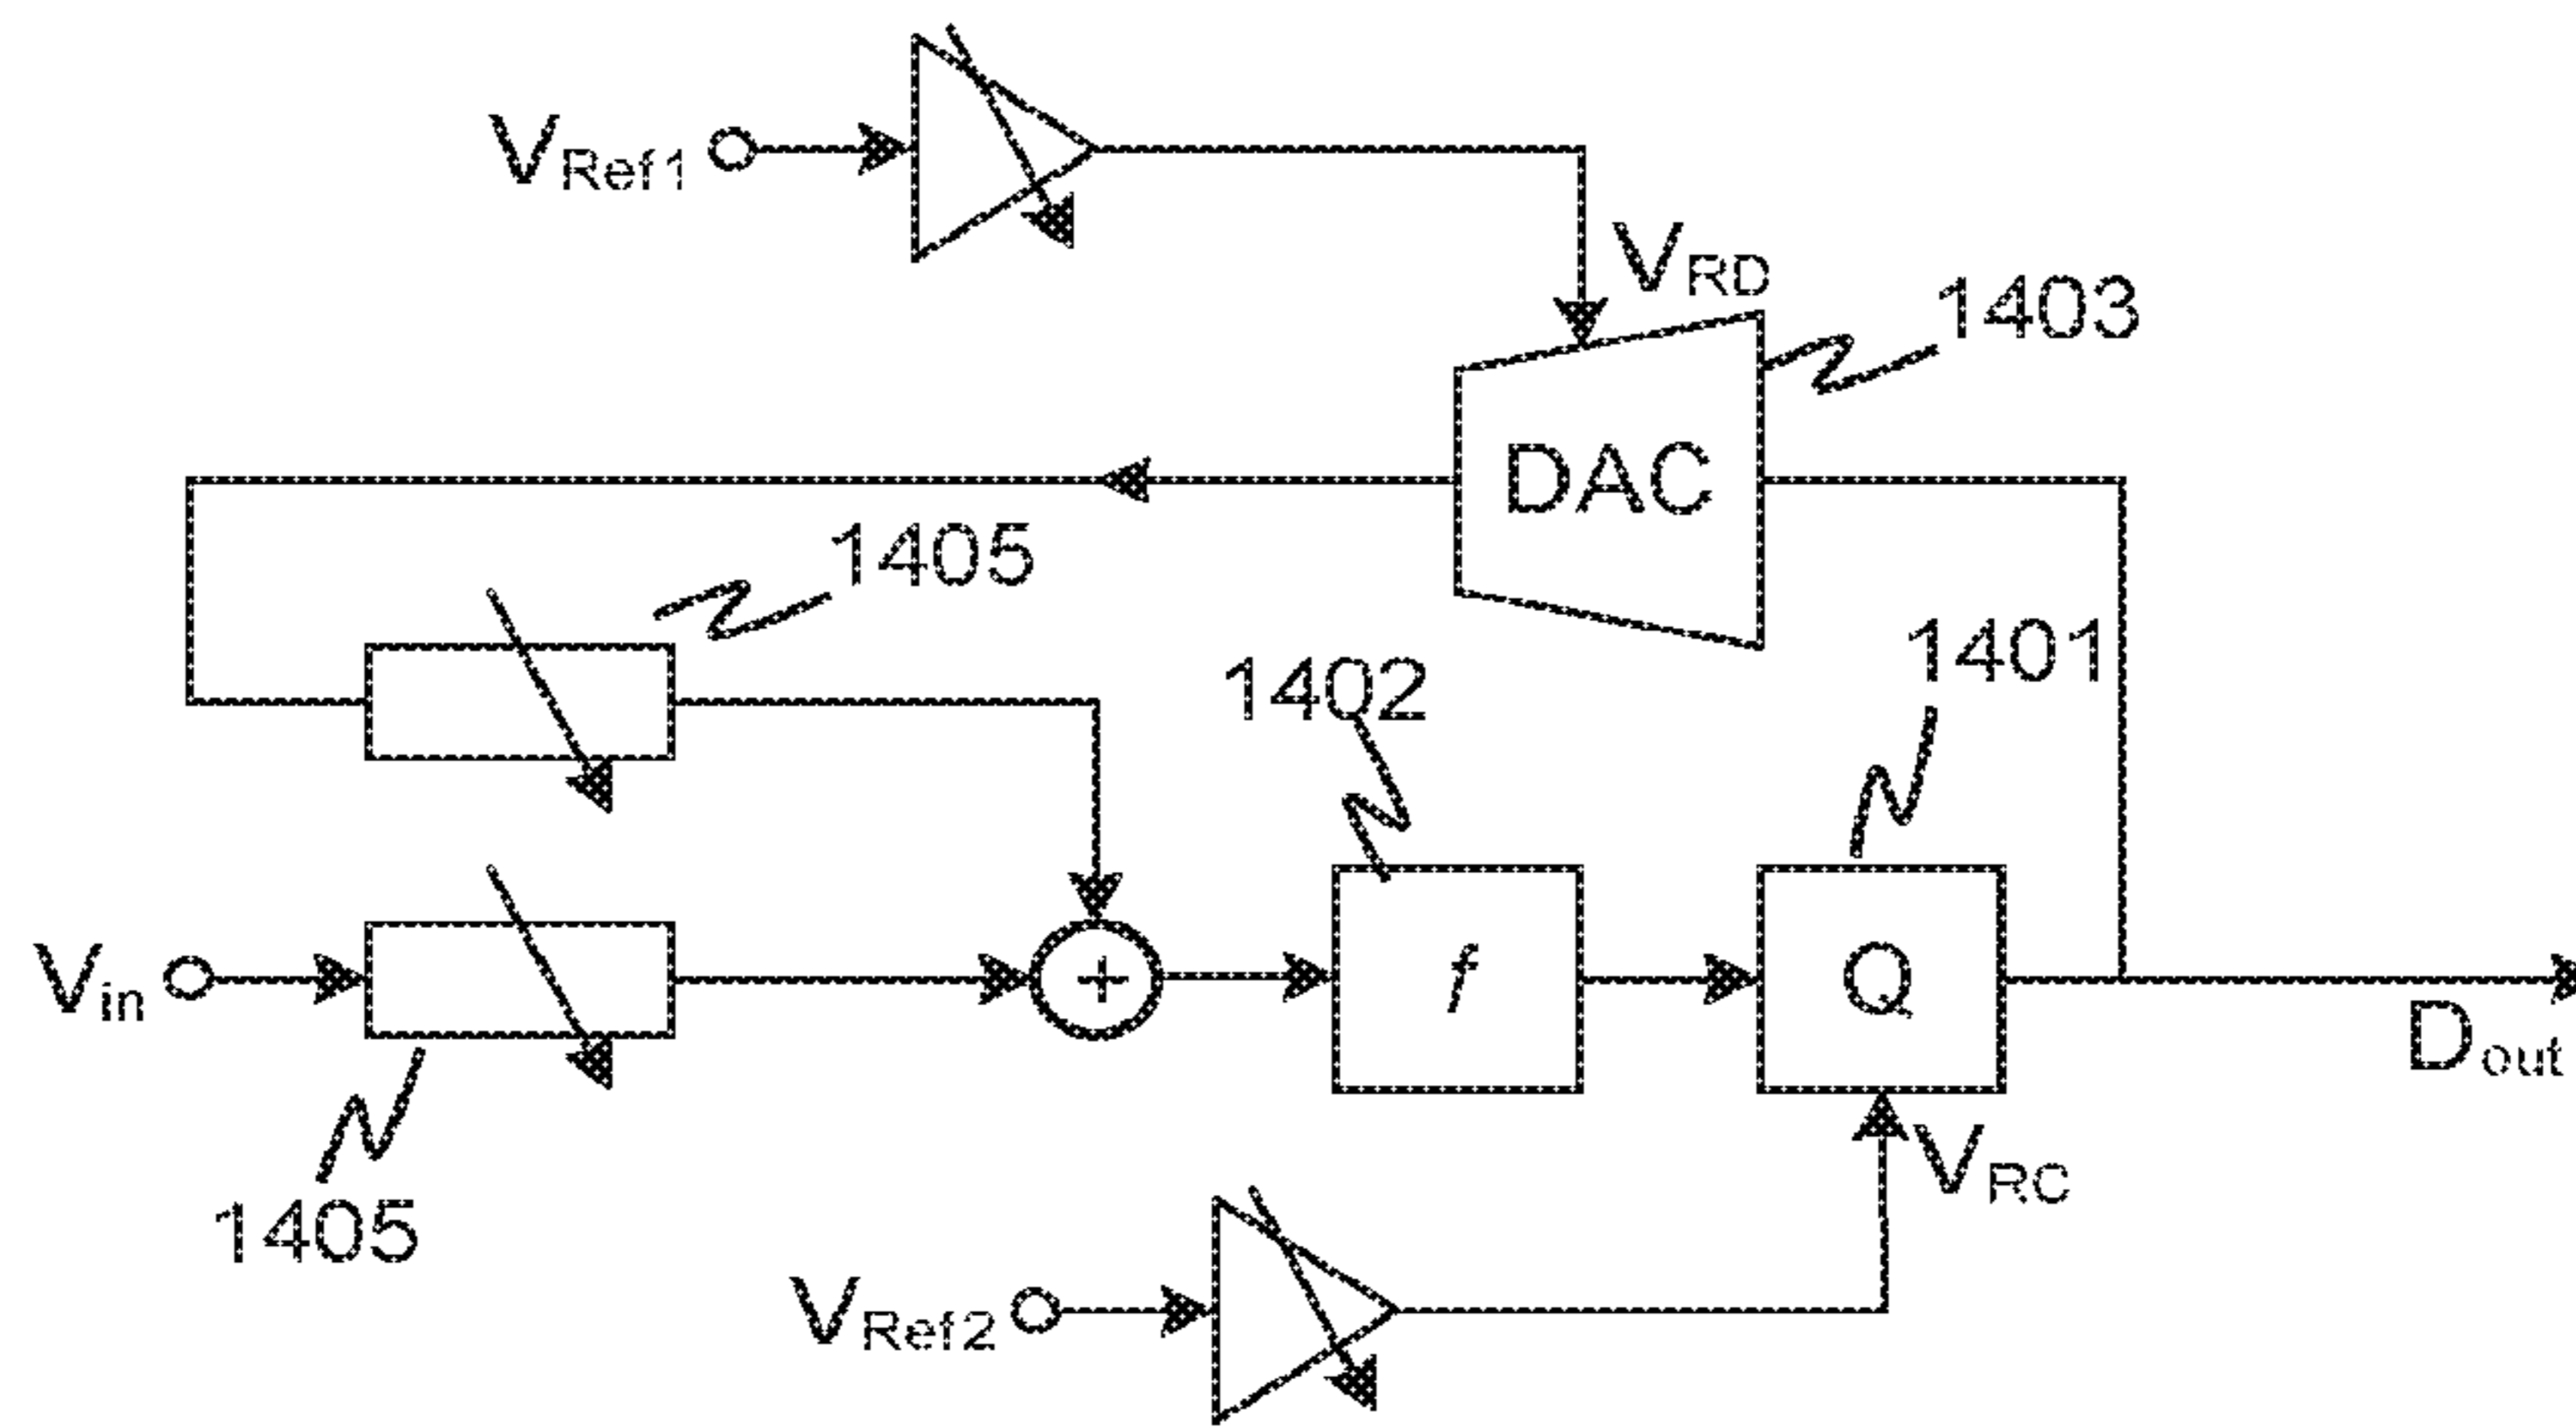 VRef1
VRD
1403
DAC
1405
1401
1402
Vin
+
f
Q
Dout
1405
VRC
VRef2